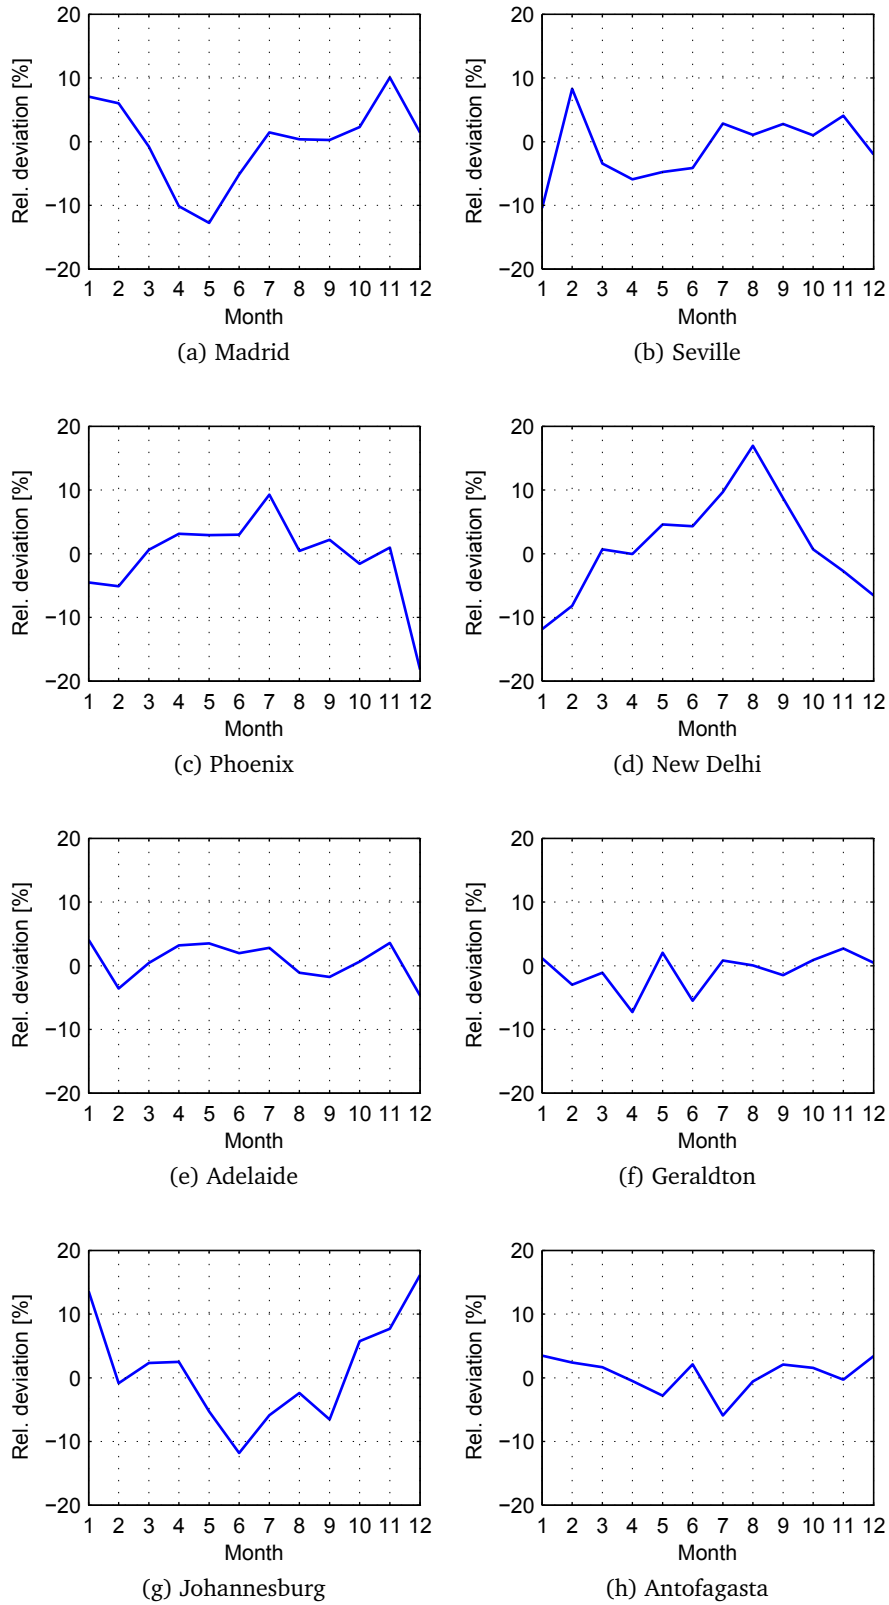 20
10
0
−10
−20
Rel. deviation [%]
1 2 3 4 5 6 7 8 9 10 11 12
Month
(a) Madrid
20
10
0
−10
−20
Rel. deviation [%]
1 2 3 4 5 6 7 8 9 10 11 12
Month
(b) Seville
20
10
0
−10
−20
Rel. deviation [%]
1 2 3 4 5 6 7 8 9 10 11 12
Month
(c) Phoenix
20
10
0
−10
−20
Rel. deviation [%]
1 2 3 4 5 6 7 8 9 10 11 12
Month
(d) New Delhi
20
10
0
−10
−20
Rel. deviation [%]
1 2 3 4 5 6 7 8 9 10 11 12
Month
(e) Adelaide
20
10
0
−10
−20
Rel. deviation [%]
1 2 3 4 5 6 7 8 9 10 11 12
Month
(f) Geraldton
20
10
0
−10
−20
Rel. deviation [%]
1 2 3 4 5 6 7 8 9 10 11 12
Month
(g) Johannesburg
20
10
0
−10
−20
Rel. deviation [%]
1 2 3 4 5 6 7 8 9 10 11 12
Month
(h) Antofagasta